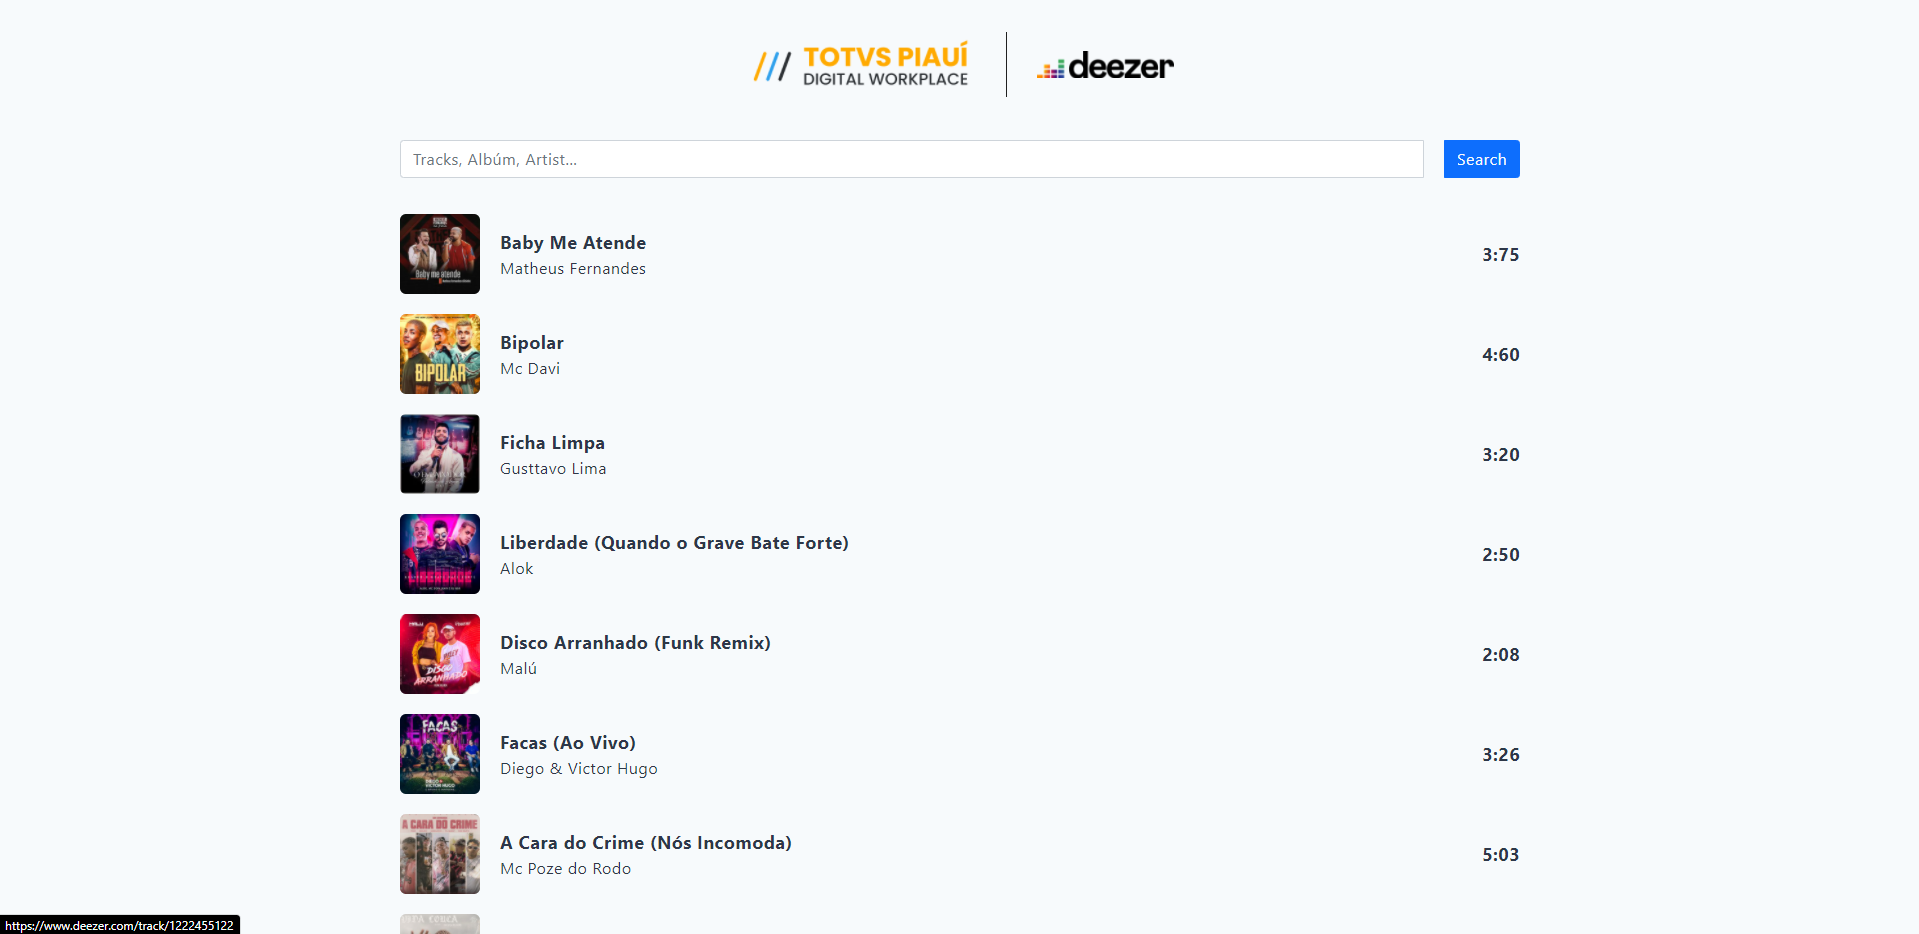 TOTVS PIAUÍ
DIGITAL WORKPLACE
deezer
Tracks, Albúm, Artist...
Search
Baby me atende
Baby Me Atende
Matheus Fernandes
3:75
BIPOLAR
Bipolar
Mc Davi
4:60
Ficha Limpa
Gusttavo Lima
3:20
Liberdade (Quando o Grave Bate Forte)
Alok
2:50
DISCO
ARRANHADO
Disco Arranhado (Funk Remix)
Malú
2:08
FACAS
Facas (Ao Vivo)
Diego & Victor Hugo
3:26
A CARA DO CRIME
A Cara do Crime (Nós Incomoda)
Mc Poze do Rodo
5:03
https://www.deezer.com/track/1222455122